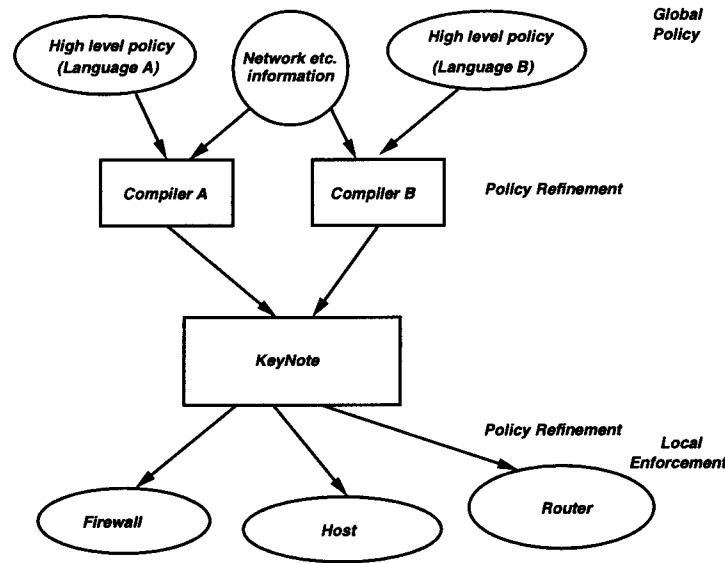 Global
Policy
High level policy
(Language A)
Network etc.
information
High level policy
(Language B)
Compiler A
Compiler B
Policy Refinement
KeyNote
Policy Refinement
Local
Enforcement
Firewall
Host
Router